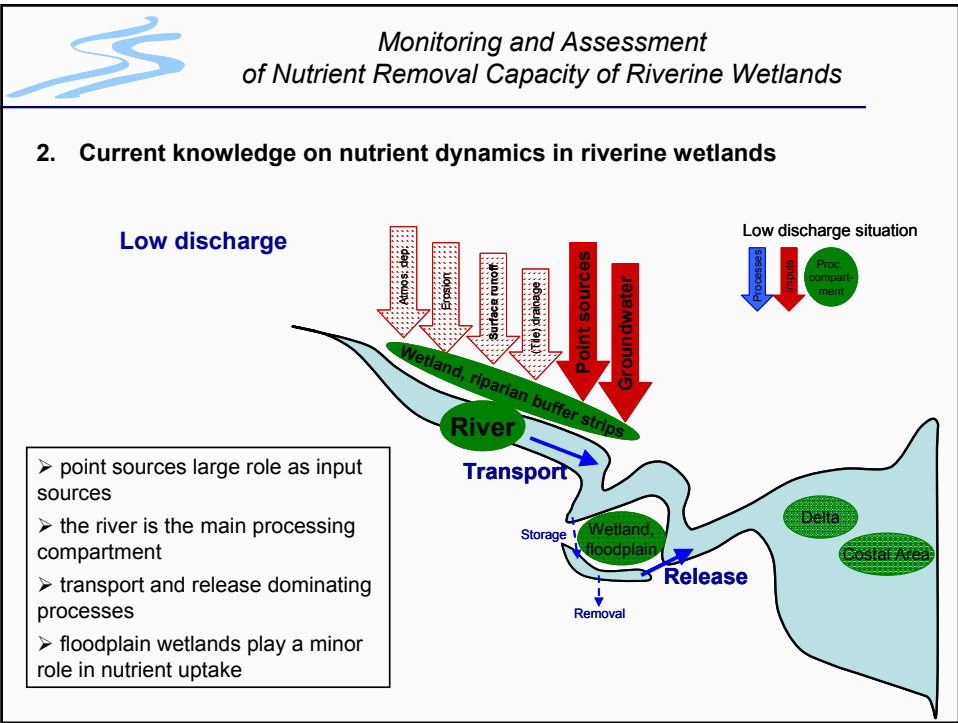 Monitoring and Assessment
of Nutrient Removal Capacity of Riverine Wetlands
2. Current knowledge on nutrient dynamics in riverine wetlands
Low discharge
Low discharge situation
Processes
Imputs
Proc.
compart-
ment
Atmos. dep.
Erosion
Surface runoff
(Tile) drainage
Point sources
Groundwater
Wetland, riparian buffer strips
River
Transport
➢ point sources large role as input
sources
➢ the river is the main processing
compartment
➢ transport and release dominating
processes
➢ floodplain wetlands play a minor
role in nutrient uptake
Storage
Wetland,
floodplain
Release
Removal
Delta
Costal Area